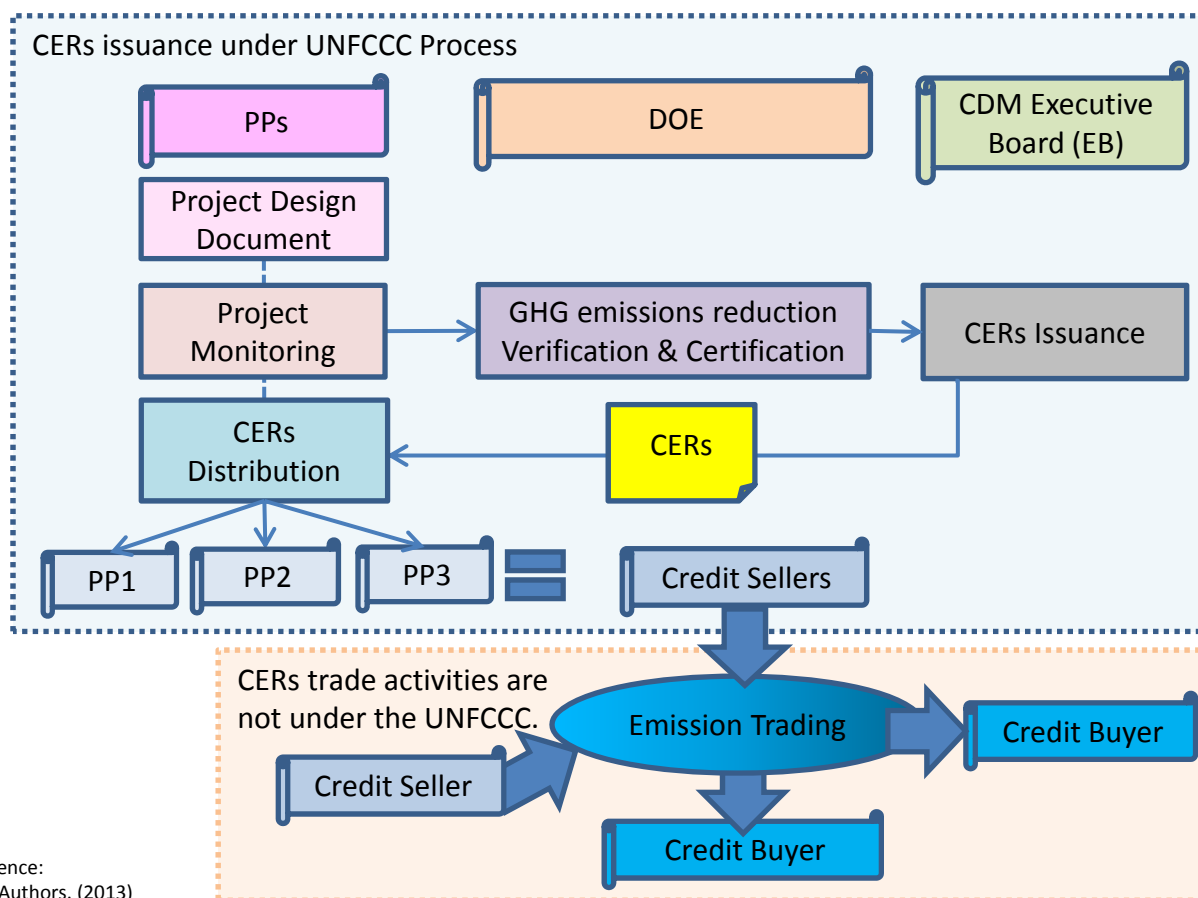 CERs issuance under UNFCCC Process
PPs
DOE
CDM Executive
Board (EB)
Project Design
Document
Project
Monitoring
GHG emissions reduction
Verification & Certification
CERs Issuance
CERs
Distribution
CERs
PP1
PP2
PP3
Credit Sellers
CERs trade activities are
not under the UNFCCC.
Emission Trading
Credit Buyer
Credit Seller
Credit Buyer
ence:
Authors. (2013)